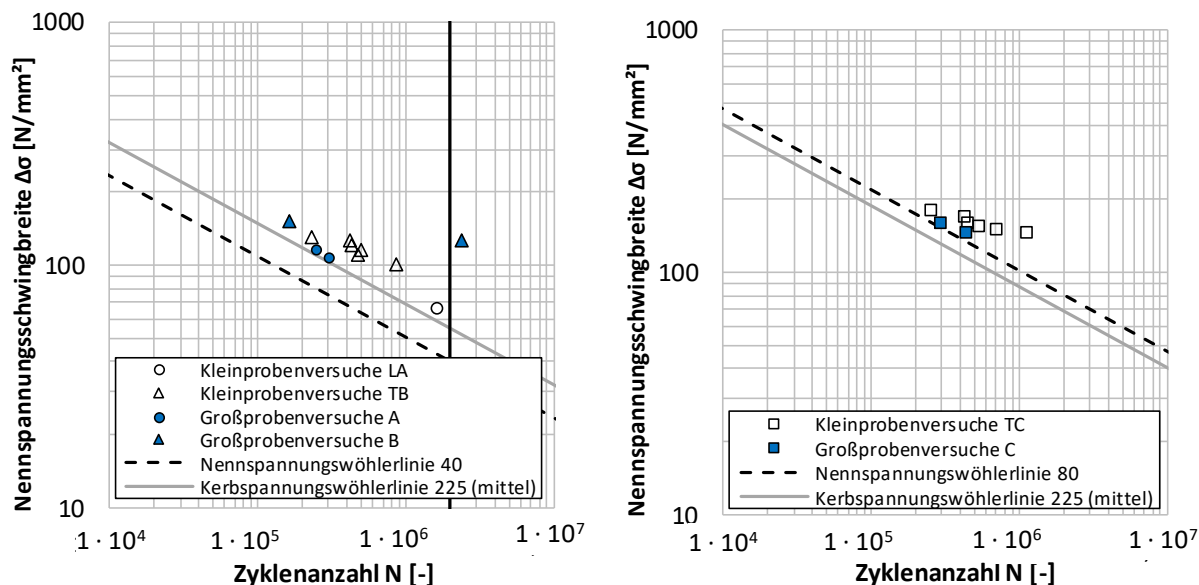 Nennspannungsschwingbreite Δσ [N/mm²]
1000
100
10
Kleinprobenversuche LA
Kleinprobenversuche TB
Großprobenversuche A
Großprobenversuche B
Nennspannungswöhlerlinie 40
Kerbspannungswöhlerlinie 225 (mittel)
1 · 10⁴ 1 · 10⁵ 1 · 10⁶ 1 · 10⁷
Zyklenanzahl N [-]
Nennspannungsschwingbreite Δσ [N/mm²]
1000
100
10
Kleinprobenversuche TC
Großprobenversuche C
Nennspannungswöhlerlinie 80
Kerbspannungswöhlerlinie 225 (mittel)
1 · 10⁴ 1 · 10⁵ 1 · 10⁶ 1 · 10⁷
Zyklenanzahl N [-]